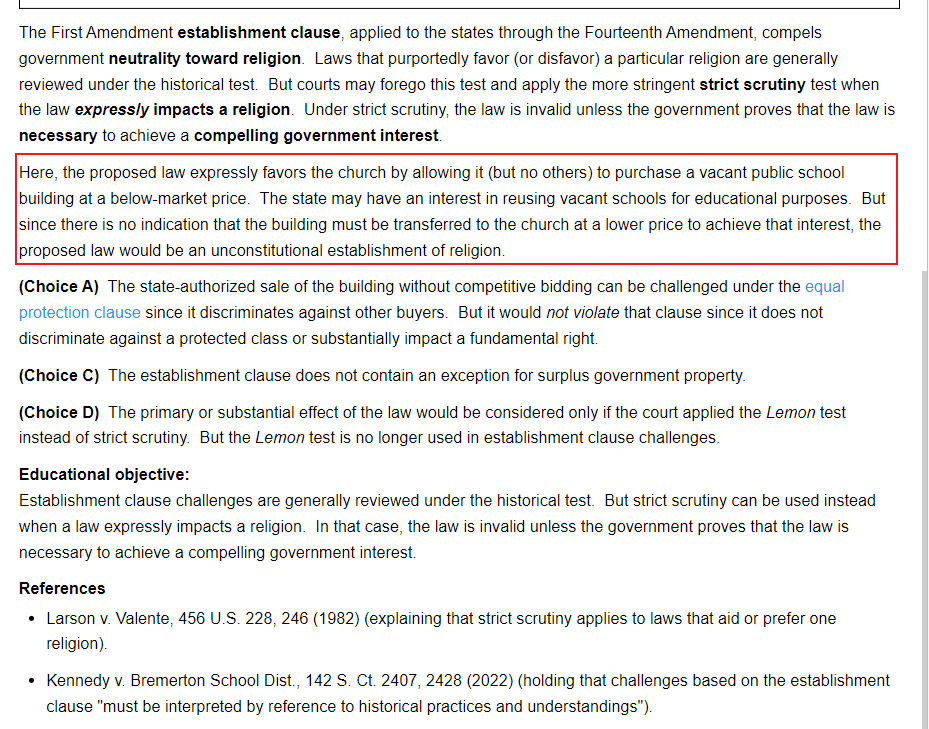 The First Amendment establishment clause, applied to the states through the Fourteenth Amendment, compels
government neutrality toward religion. Laws that purportedly favor (or disfavor) a particular religion are generally
reviewed under the historical test. But courts may forego this test and apply the more stringent strict scrutiny test when
the law expressly impacts a religion. Under strict scrutiny, the law is invalid unless the government proves that the law is
necessary to achieve a compelling government interest.
Here, the proposed law expressly favors the church by allowing it (but no others) to purchase a vacant public school
building at a below-market price. The state may have an interest in reusing vacant schools for educational purposes. But
since there is no indication that the building must be transferred to the church at a lower price to achieve that interest, the
proposed law would be an unconstitutional establishment of religion.
(Choice A) The state-authorized sale of the building without competitive bidding can be challenged under the equal
protection clause since it discriminates against other buyers. But it would not violate that clause since it does not
discriminate against a protected class or substantially impact a fundamental right.
(Choice C) The establishment clause does not contain an exception for surplus government property.
(Choice D) The primary or substantial effect of the law would be considered only if the court applied the Lemon test
instead of strict scrutiny. But the Lemon test is no longer used in establishment clause challenges.
Educational objective:
Establishment clause challenges are generally reviewed under the historical test. But strict scrutiny can be used instead
when a law expressly impacts a religion. In that case, the law is invalid unless the government proves that the law is
necessary to achieve a compelling government interest.
References
• Larson v. Valente, 456 U.S. 228, 246 (1982) (explaining that strict scrutiny applies to laws that aid or prefer one
religion).
• Kennedy v. Bremerton School Dist., 142 S. Ct. 2407, 2428 (2022) (holding that challenges based on the establishment
clause "must be interpreted by reference to historical practices and understandings").